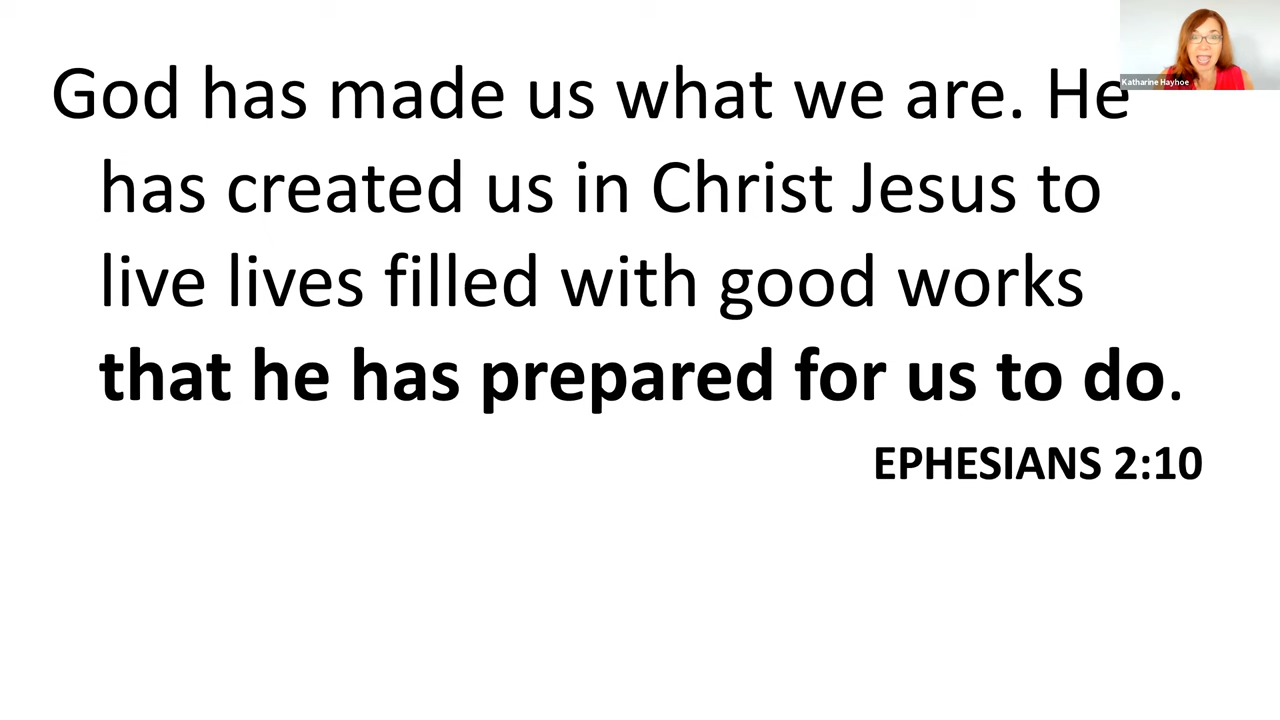 God has made us what we are. He
has created us in Christ Jesus to
live lives filled with good works
that he has prepared for us to do.
EPHESIANS 2:10
Katharine Hayhoe